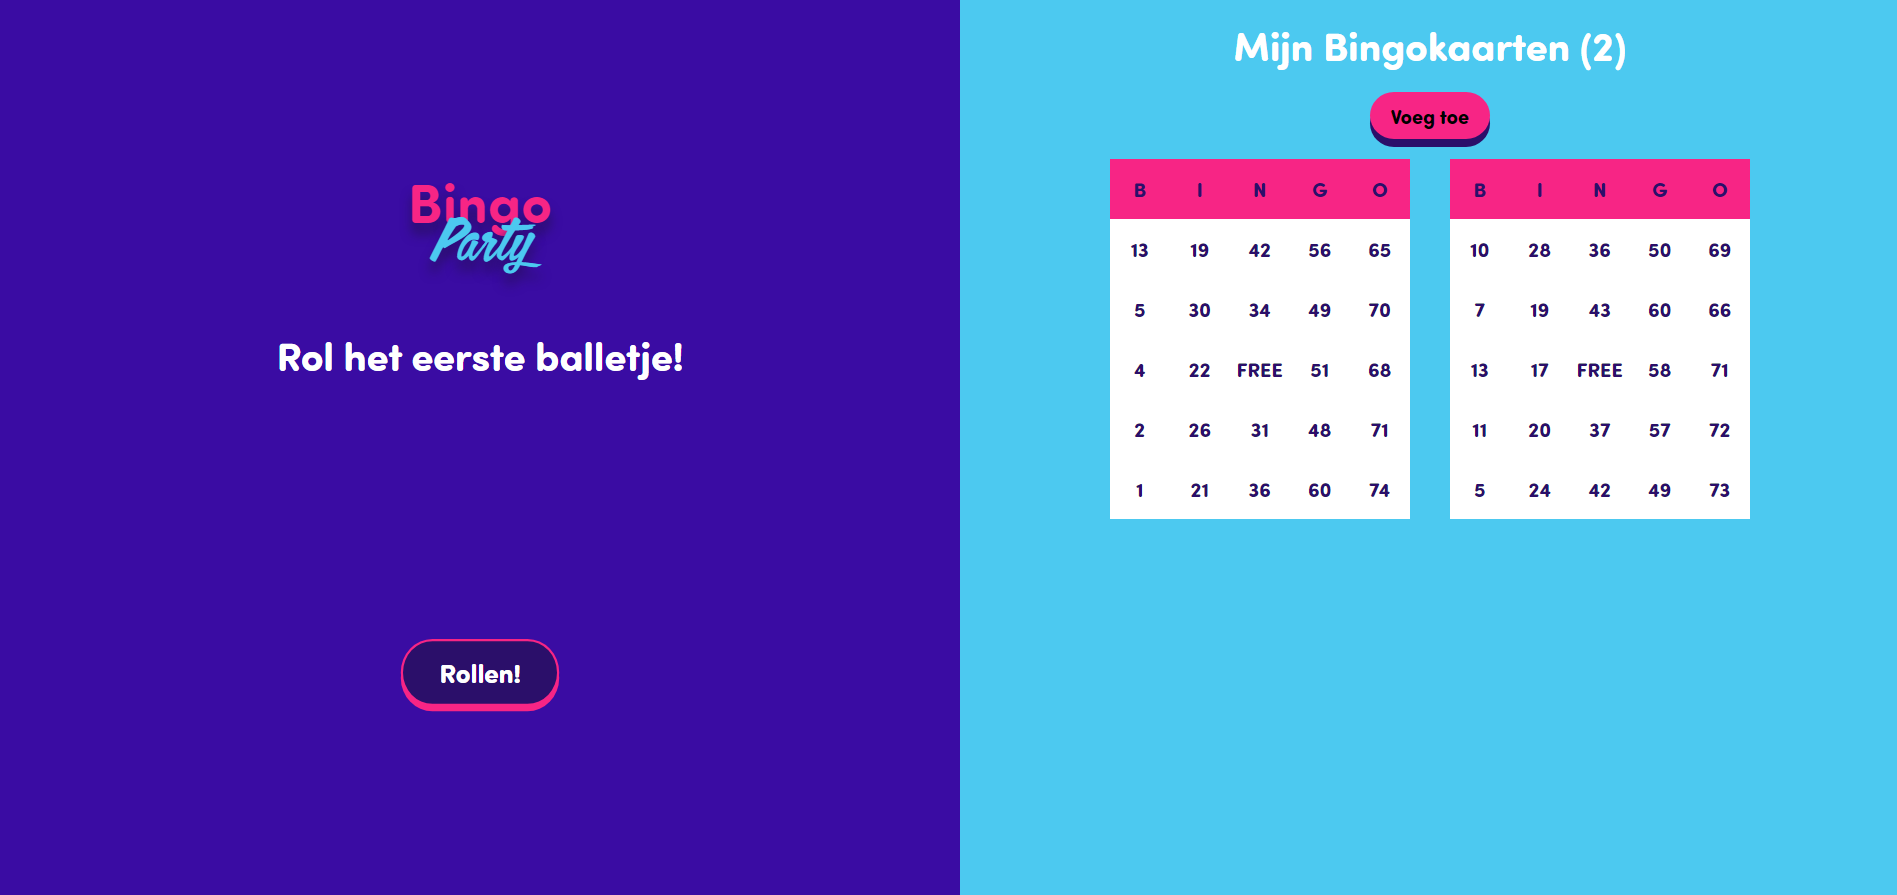 Bingo
Party
Rol het eerste balletje!
Rollen!
Mijn Bingokaarten (2)
Voeg toe
B I N G O
13 19 42 56 65
5 30 34 49 70
4 22 FREE 51 68
2 26 31 48 71
1 21 36 60 74
B I N G O
10 28 36 50 69
7 19 43 60 66
13 17 FREE 58 71
11 20 37 57 72
5 24 42 49 73